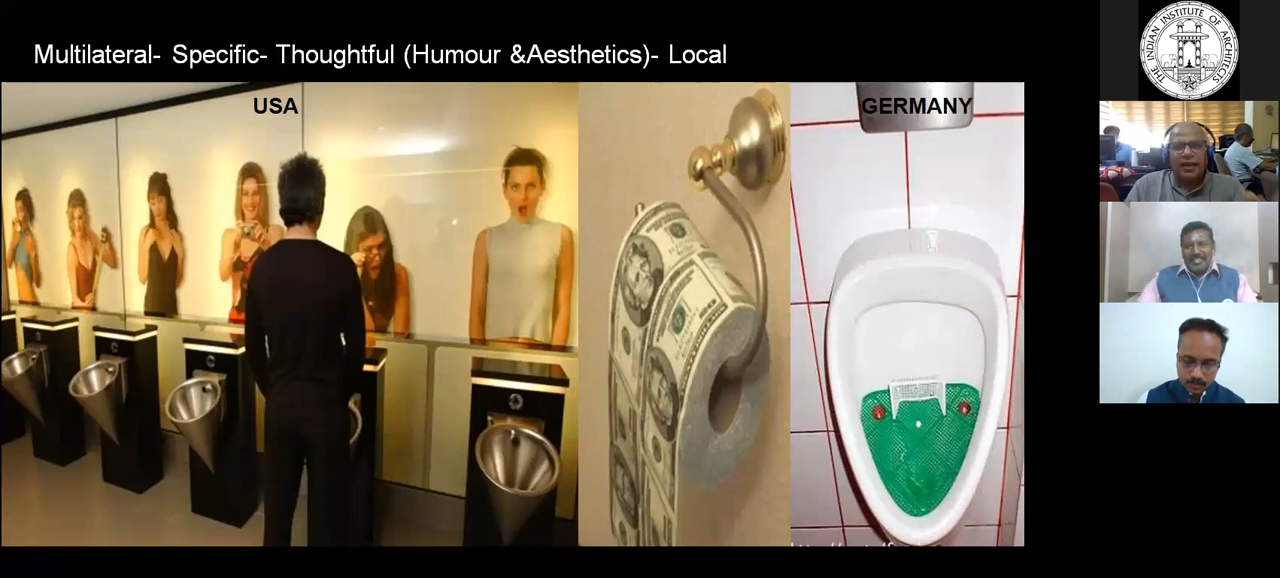 Multilateral- Specific- Thoughtful (Humour &Aesthetics)- Local
USA
GERMANY
THE INDIAN INSTITUTE OF ARCHITECTS